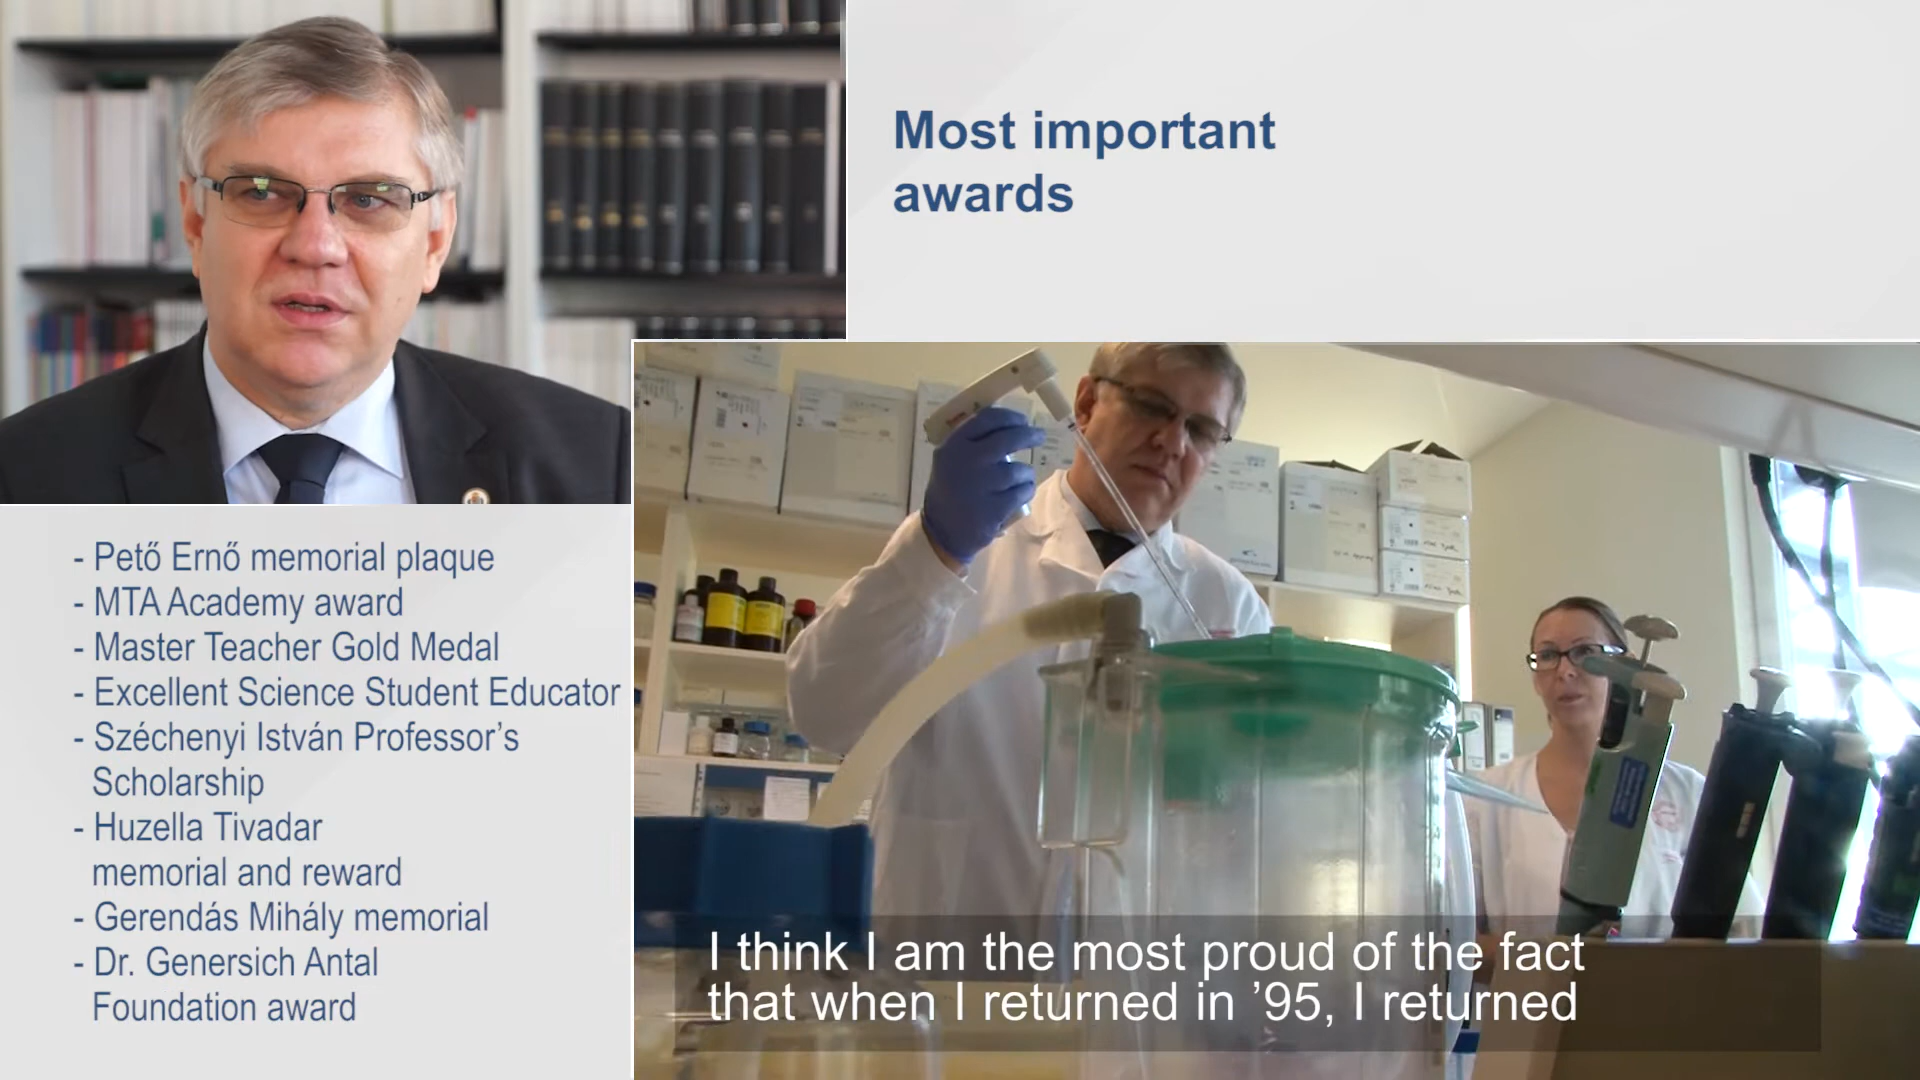 Most important
awards
- Pető Ernő memorial plaque
- MTA Academy award
- Master Teacher Gold Medal
- Excellent Science Student Educator
- Széchenyi István Professor’s
Scholarship
- Huzella Tivadar
memorial and reward
- Gerendás Mihály memorial
- Dr. Genersich Antal
Foundation award
I think I am the most proud of the fact
that when I returned in ’95, I returned